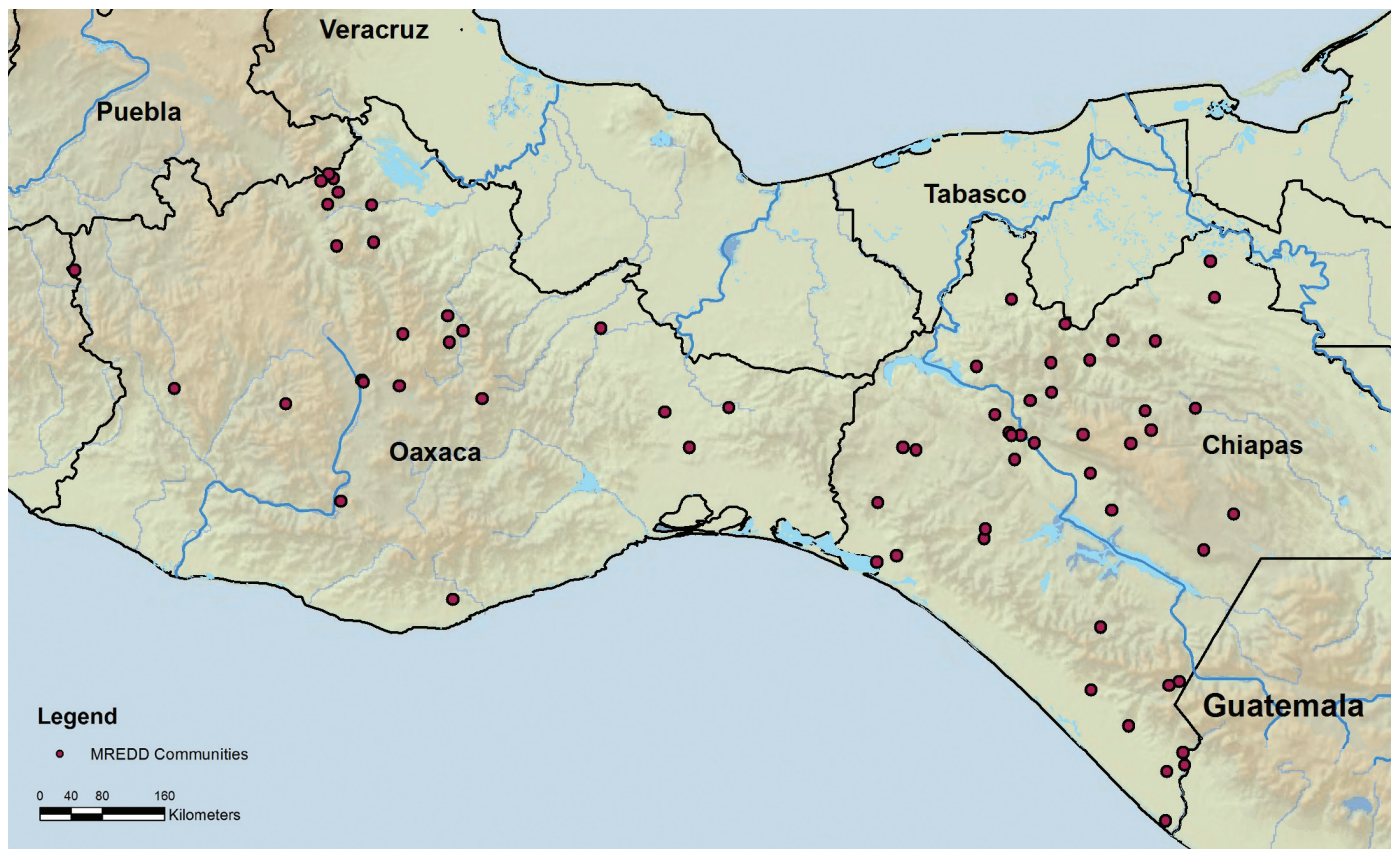 Veracruz
Puebla
Tabasco
Oaxaca
Chiapas
Guatemala
Legend
MREDD Communities
0 40 80 160
Kilometers